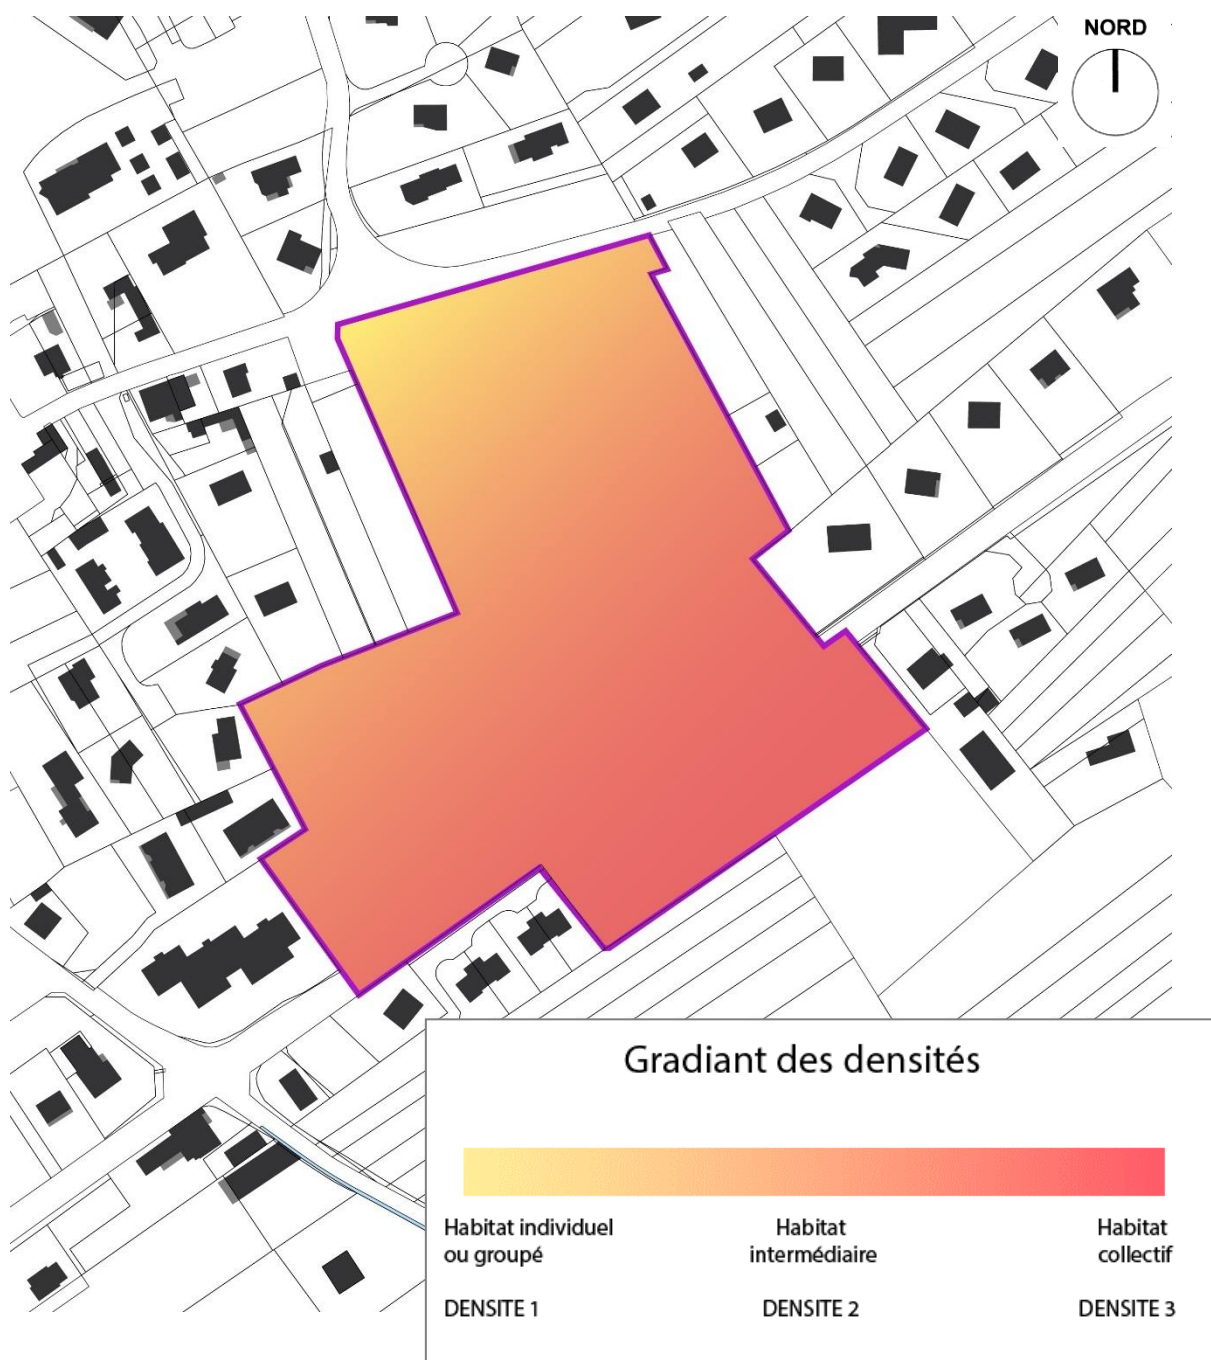 NORD
Gradiant des densités
Habitat individuel
ou groupé
Habitat
intermédiaire
Habitat
collectif
DENSITE 1
DENSITE 2
DENSITE 3